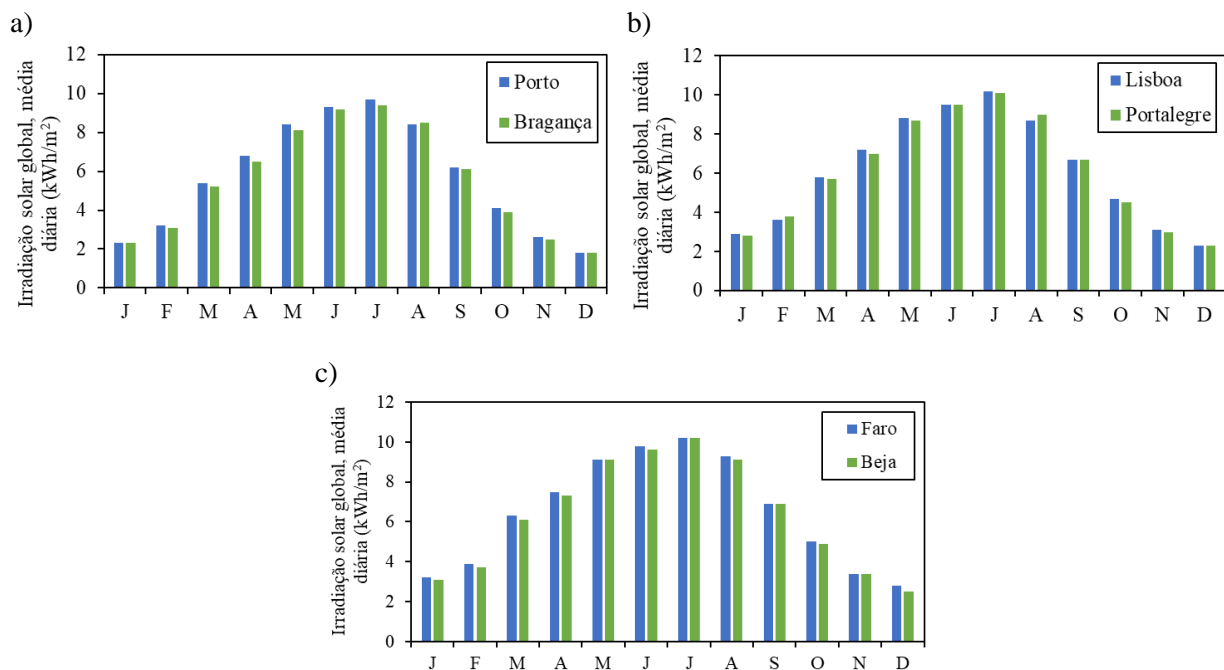 a)
Irradiação solar global, média
diária (kWh/m²)
12
10
8
6
4
2
0
Porto
Bragança
J F M A M J J A S O N D
b)
Irradiação solar global, média
diária (kWh/m²)
12
10
8
6
4
2
0
Lisboa
Portalegre
J F M A M J J A S O N D
c)
Irradiação solar global, média
diária (kWh/m²)
12
10
8
6
4
2
0
Faro
Beja
J F M A M J J A S O N D